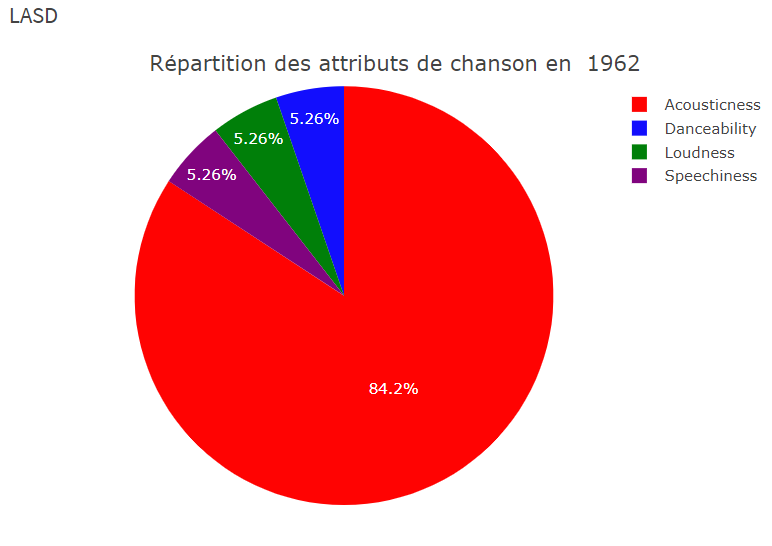 LASD
Répartition des attributs de chanson en  1962
Acousticness
Danceability
Loudness
Speechiness
5.26%
5.26%
5.26%
84.2%